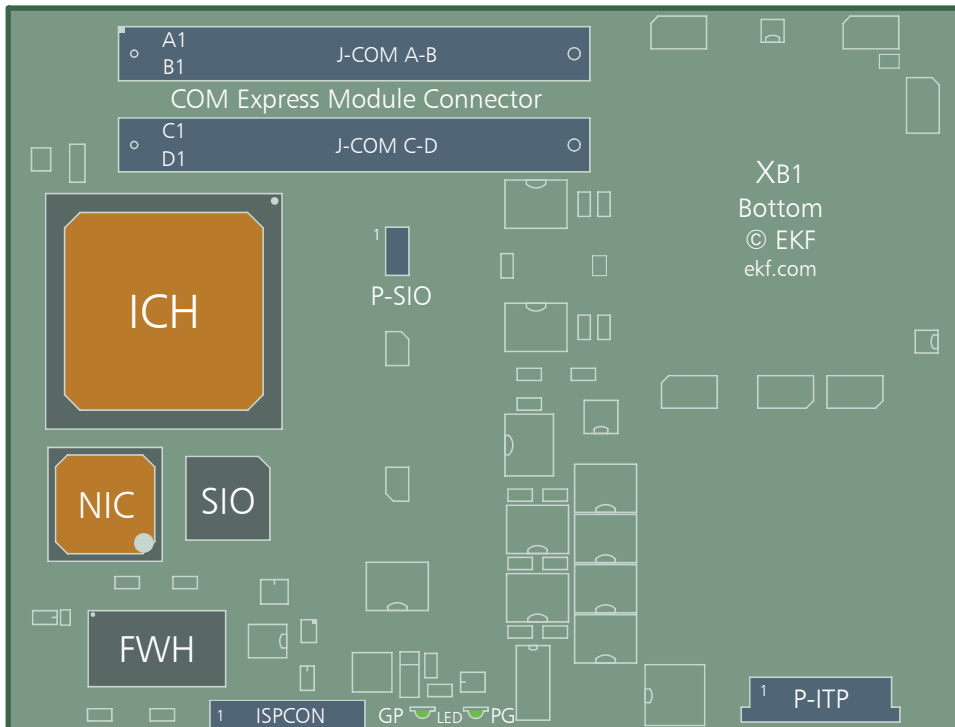 A1
B1
J-COM A-B
COM Express Module Connector
C1
D1
J-COM C-D
XB1
Bottom
© EKF
ekf.com
1
P-SIO
ICH
NIC
SIO
FWH
1 ISPCON
GP LED PG
1 P-ITP